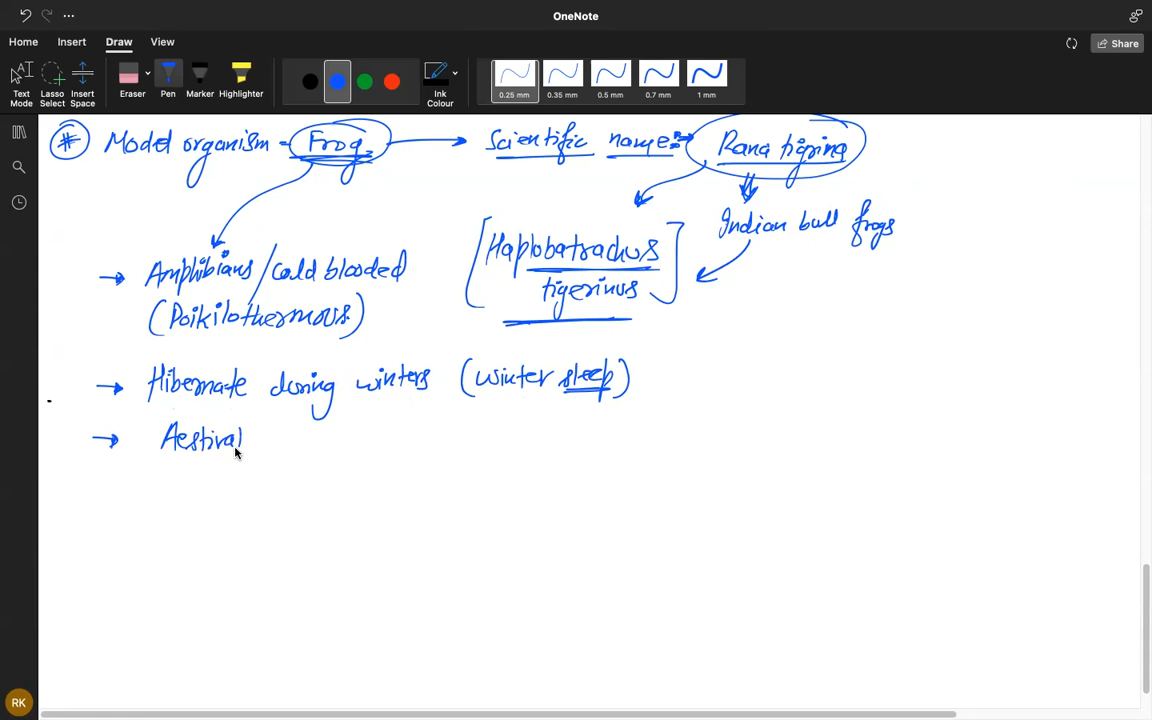 OneNote
Home Insert Draw View
Share
Text Mode
Lasso Select
Insert Space
Eraser
Pen
Marker
Highlighter
Ink Colour
0.25 mm 0.35 mm 0.5 mm 0.7 mm 1 mm
# Model organism - Frog → Scientific name:→ Rana tigrina
Indian bull frogs
[Haplobatrachus
tigerinus]
→ Amphibians/Cold blooded
(Poikilothermous)
→ Hibernate during winters (winter sleep)
→ Aestival
RK